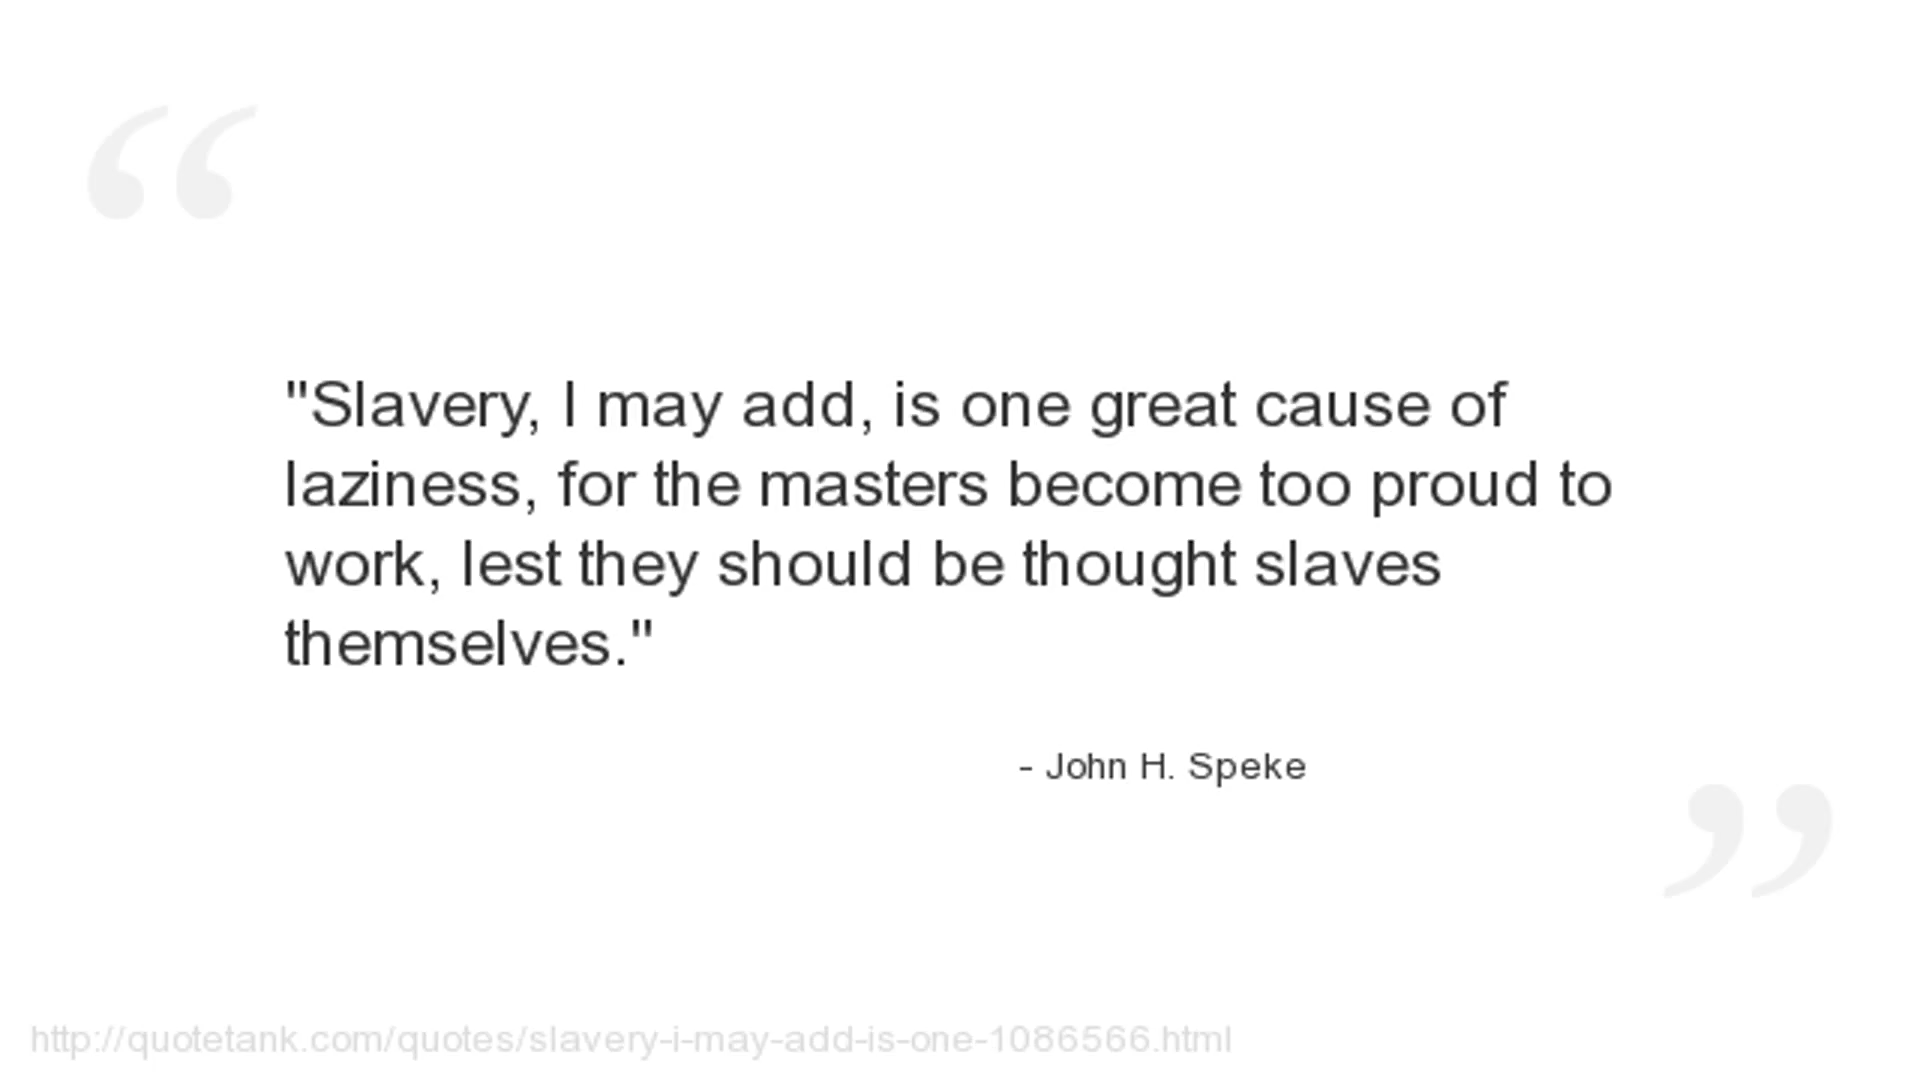 "Slavery, I may add, is one great cause of
laziness, for the masters become too proud to
work, lest they should be thought slaves
themselves."
- John H. Speke
http://quotetank.com/quotes/slavery-i-may-add-is-one-1086566.html